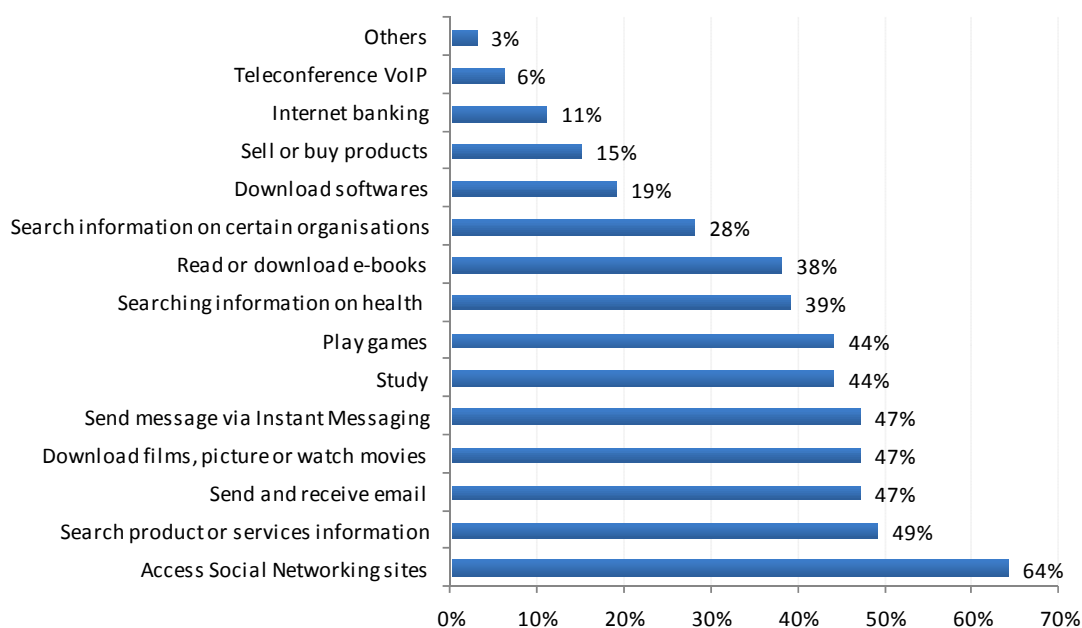 Others 3%
Teleconference VoIP 6%
Internet banking 11%
Sell or buy products 15%
Download softwares 19%
Search information on certain organisations 28%
Read or download e-books 38%
Searching information on health 39%
Play games 44%
Study 44%
Send message via Instant Messaging 47%
Download films, picture or watch movies 47%
Send and receive email 47%
Search product or services information 49%
Access Social Networking sites 64%
0% 10% 20% 30% 40% 50% 60% 70%